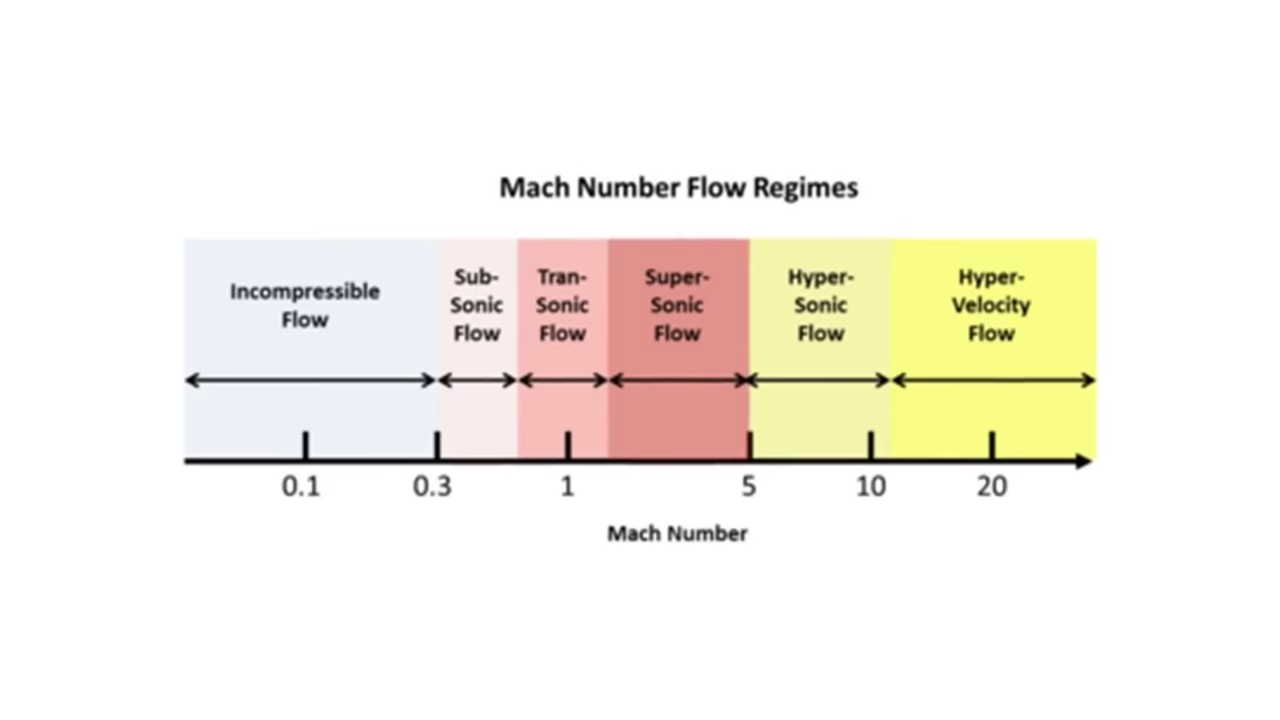 Mach Number Flow Regimes
Incompressible
Flow
Sub-
Sonic
Flow
Tran-
Sonic
Flow
Super-
Sonic
Flow
Hyper-
Sonic
Flow
Hyper-
Velocity
Flow
0.1 0.3 1 5 10 20
Mach Number